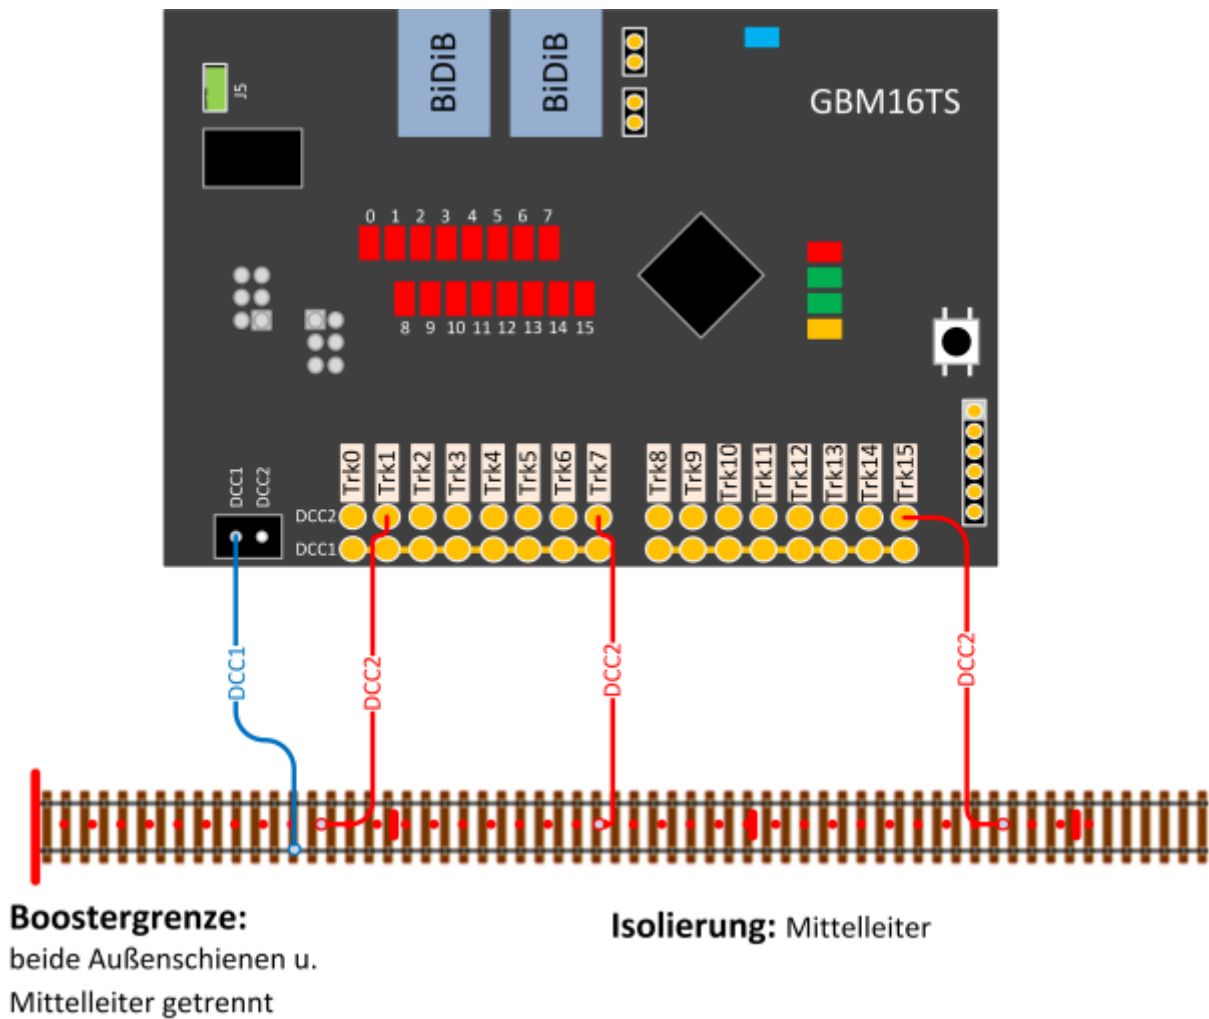 BiDiB
BiDiB
J5
GBM16TS
0 1 2 3 4 5 6 7
8 9 10 11 12 13 14 15
DCC1
DCC2
Trk0 Trk1 Trk2 Trk3 Trk4 Trk5 Trk6 Trk7 Trk8 Trk9 Trk10 Trk11 Trk12 Trk13 Trk14 Trk15
DCC2
DCC1
DCC1
DCC2
DCC2
DCC2
Boostergrenze:
beide Außenschienen u.
Mittelleiter getrennt
Isolierung: Mittelleiter